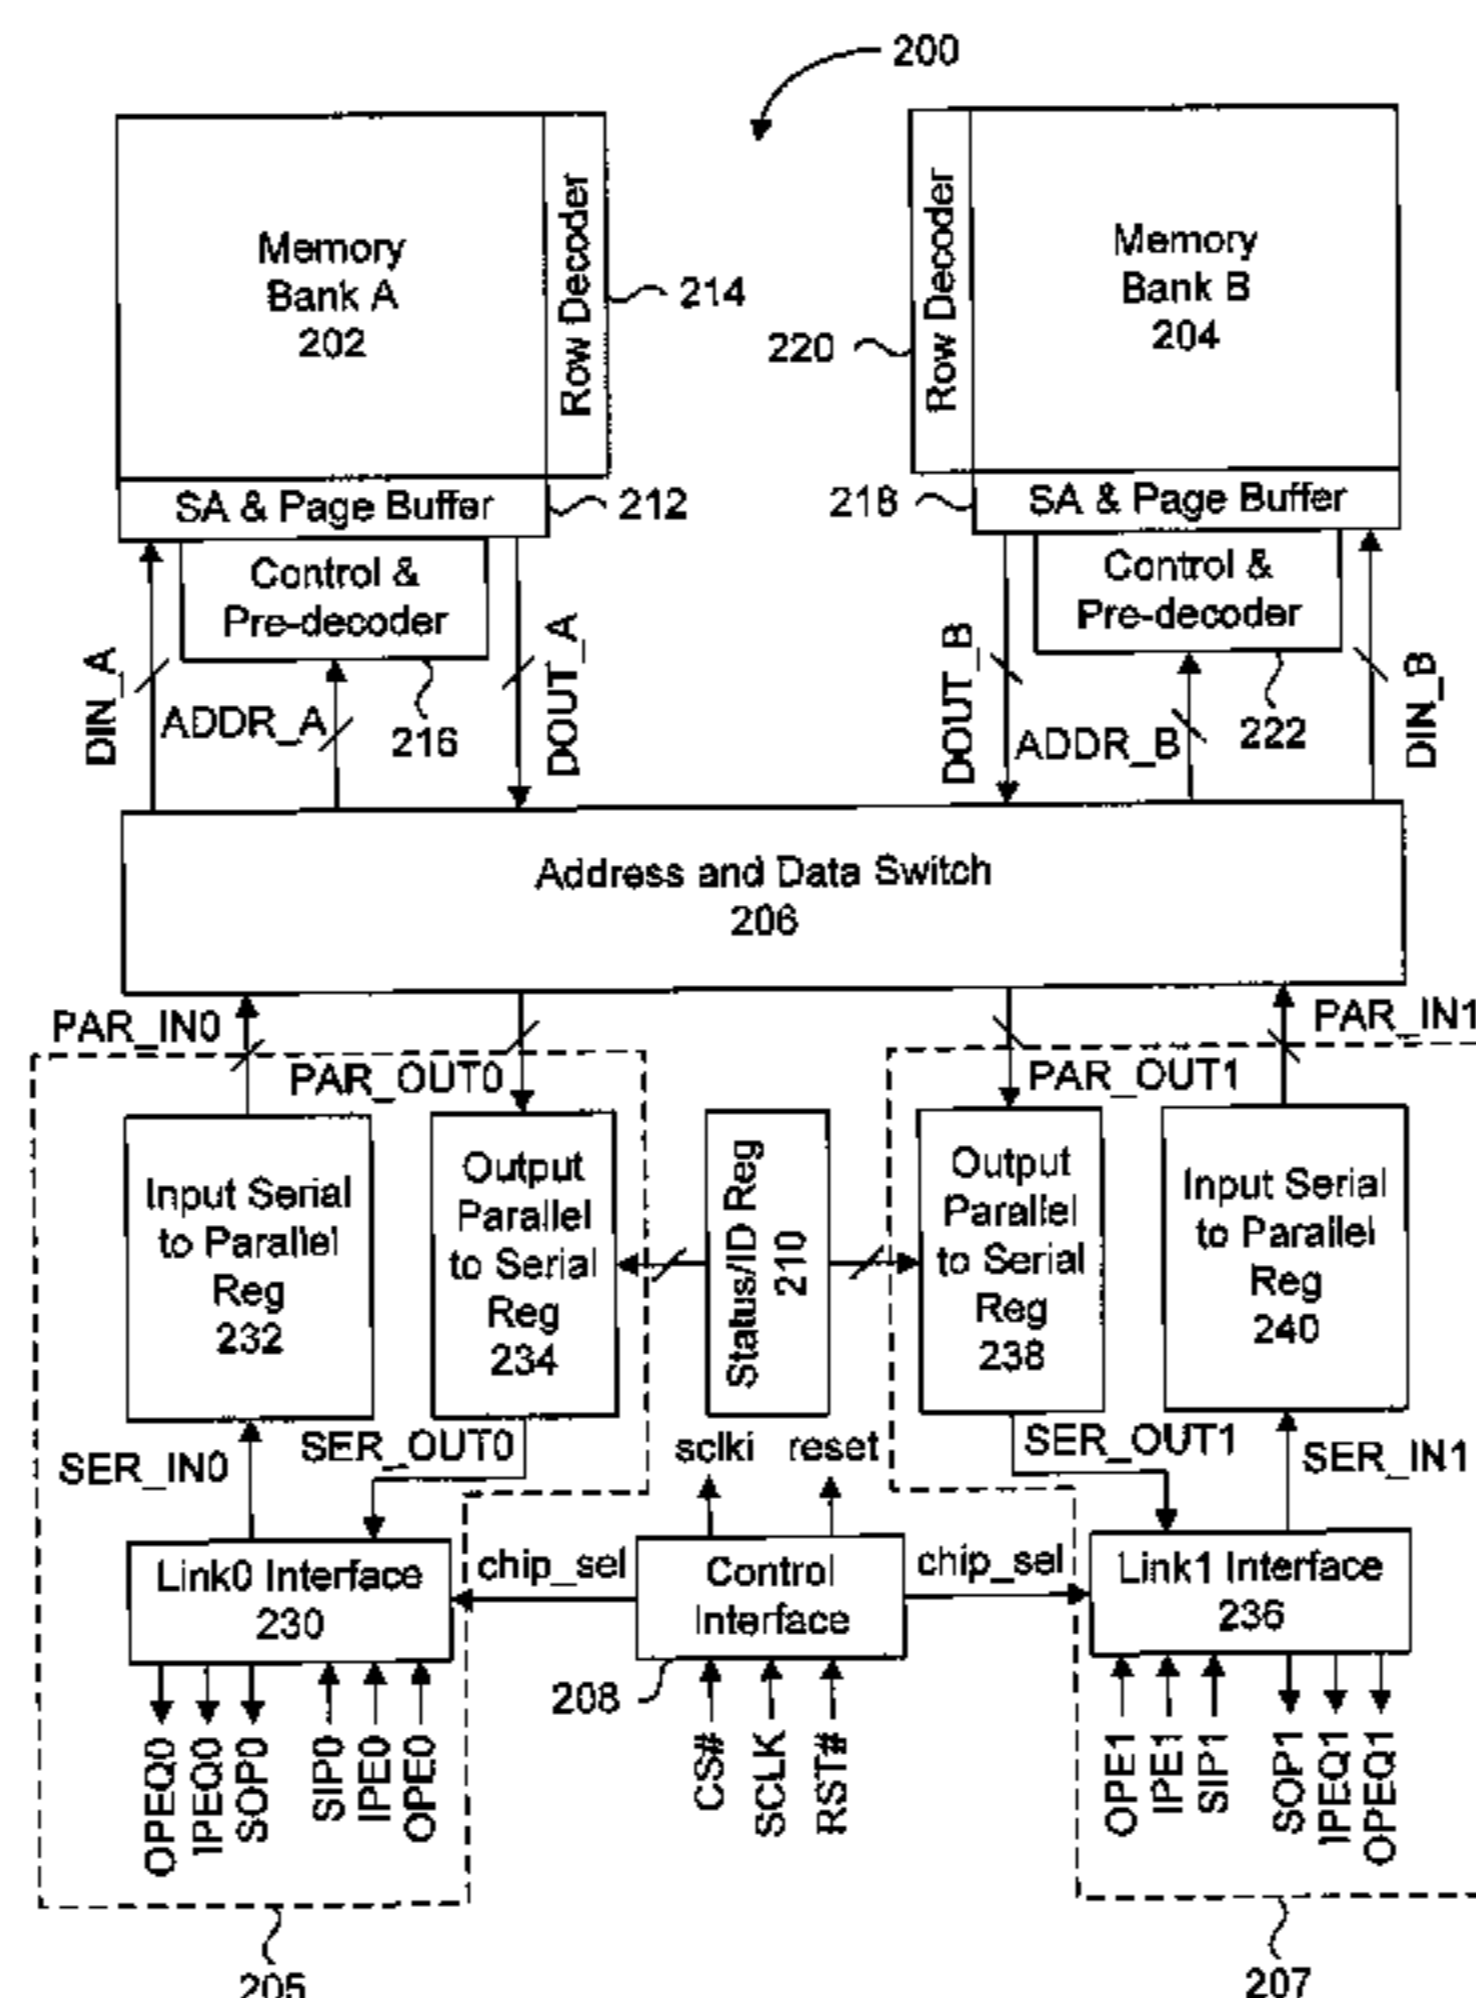 200
Memory
Bank A
202
Row Decoder
214
220
Row Decoder
Memory
Bank B
204
SA & Page Buffer
212
218
SA & Page Buffer
Control &
Pre-decoder
Control &
Pre-decoder
DIN_A
ADDR_A
216
DOUT_A
DOUT_B
ADDR_B
222
DIN_B
Address and Data Switch
206
PAR_IN0
PAR_OUT0
PAR_OUT1
PAR_IN1
Input Serial
to Parallel
Reg
232
Output
Parallel
to Serial
Reg
234
Status/ID Reg
210
Output
Parallel
to Serial
Reg
238
Input Serial
to Parallel
Reg
240
SER_IN0
SER_OUT0
sclki
reset
SER_OUT1
SER_IN1
Link0 Interface
230
chip_sel
Control
Interface
chip_sel
Link1 Interface
236
208
OPEQ0
IPEQ0
SOP0
SIP0
IPE0
OPE0
CS#
SCLK
RST#
OPE1
IPE1
SIP1
SOP1
IPEQ1
OPEQ1
205
207